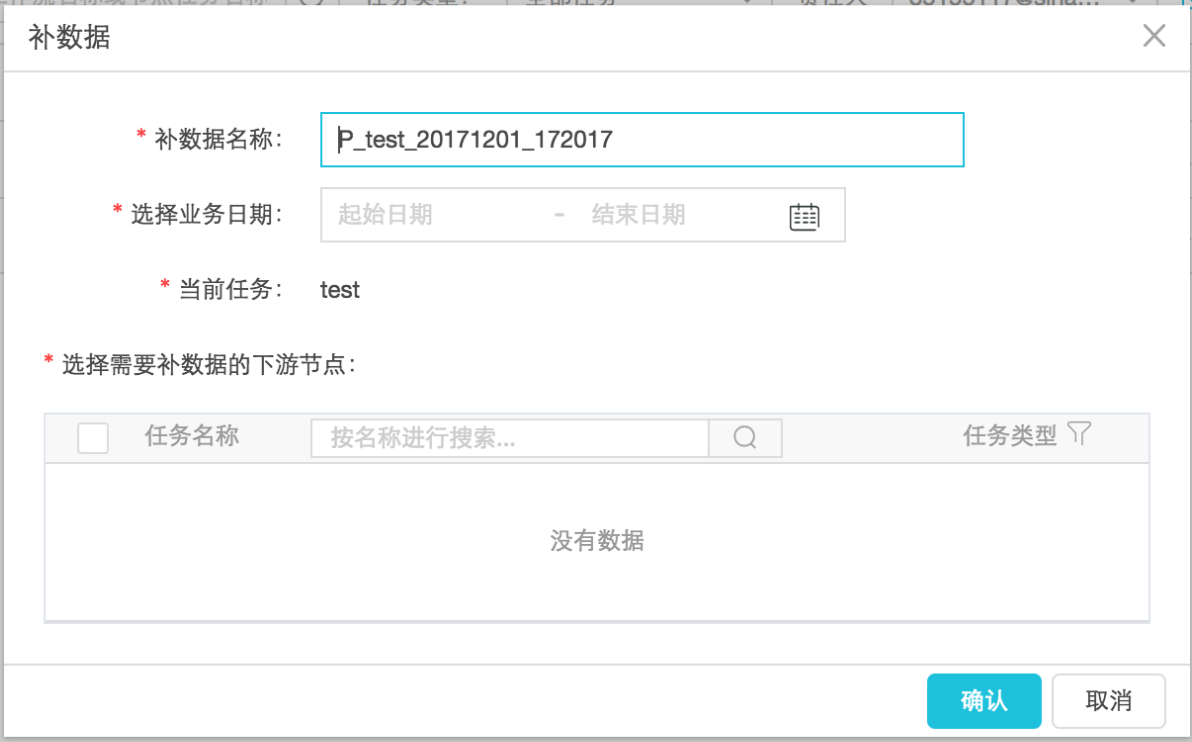 补数据
* 补数据名称: P_test_20171201_172017
* 选择业务日期: 起始日期 - 结束日期
* 当前任务: test
* 选择需要补数据的下游节点:
任务名称 按名称进行搜索... 任务类型
没有数据
确认 取消